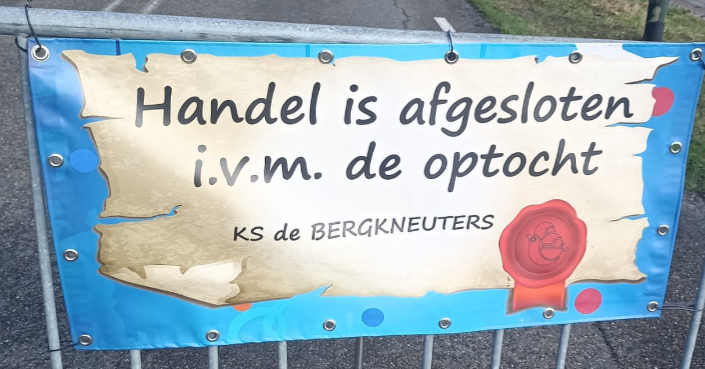 Handel is afgesloten
i.v.m. de optocht
KS de BERGKNEUTERS